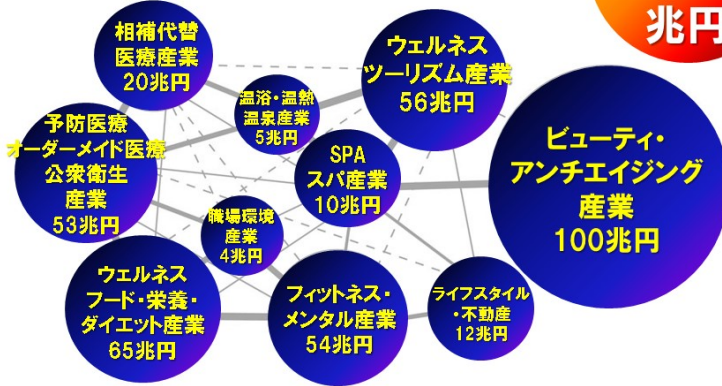 兆円
相補代替
医療産業
20兆円
ウェルネス
ツーリズム産業
56兆円
温浴・温熱
温泉産業
5兆円
予防医療
オーダーメイド医療
公衆衛生
産業
53兆円
SPA
スパ産業
10兆円
ビューティ・
アンチエイジング
産業
100兆円
職場環境
産業
4兆円
ウェルネス
フード・栄養・
ダイエット産業
65兆円
フィットネス・
メンタル産業
54兆円
ライフスタイル
・不動産
12兆円